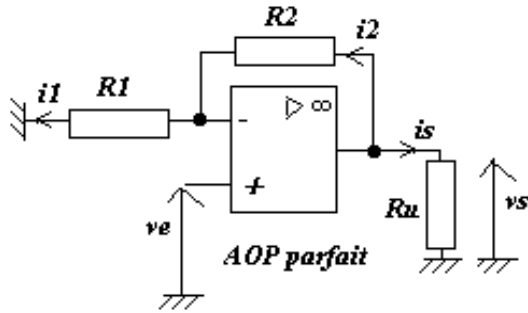 R2
i2
i1
R1
- ▷ ∞
is
+
ve
Ru
vs
AOP parfait